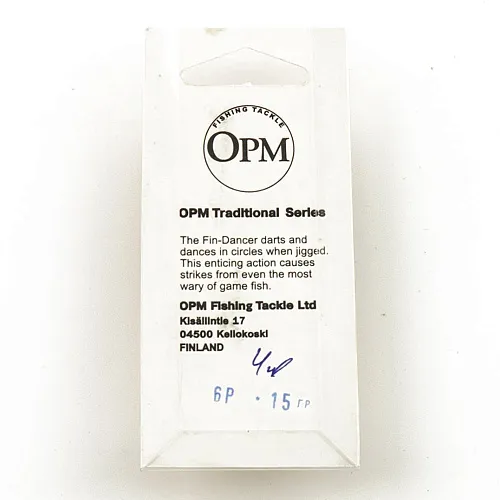 FISHING TACKLE
OPM
OPM Traditional Series
The Fin-Dancer darts and
dances in circles when jigged.
This enticing action causes
strikes from even the most
wary of game fish.
OPM Fishing Tackle Ltd
Kisällintie 17
04500 Kellokoski
FINLAND
6P · 15 ГР